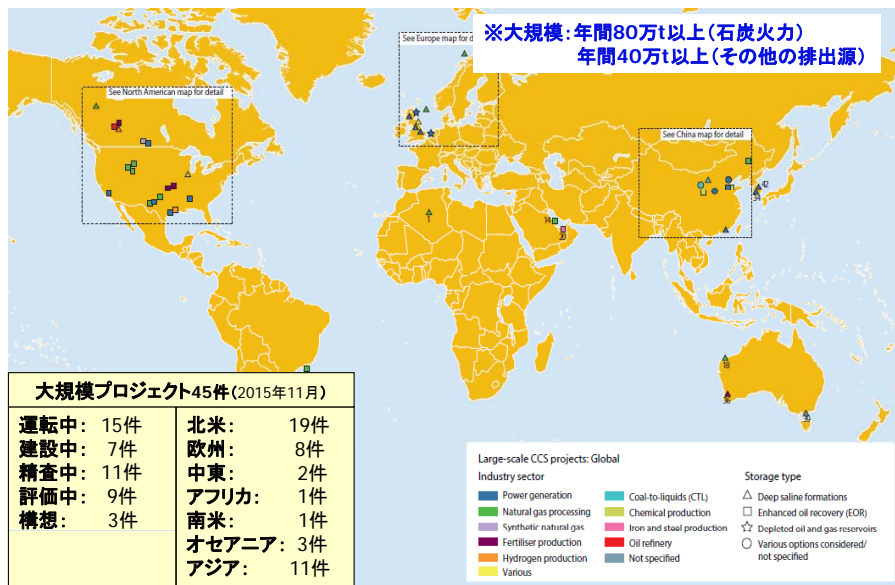 ※大規模:年間80万t以上(石炭火力)
年間40万t以上(その他の排出源)
See Europe map for d
See North American map for detail
See China map for detail
42
34
1
14
20
18
36
39
大規模プロジェクト45件(2015年11月)
運転中: 15件
建設中: 7件
精査中: 11件
評価中: 9件
構想: 3件
北米: 19件
欧州: 8件
中東: 2件
アフリカ: 1件
南米: 1件
オセアニア: 3件
アジア: 11件
Large-scale CCS projects: Global
Industry sector
Power generation
Natural gas processing
Synthetic natural gas
Fertiliser production
Hydrogen production
Various
Coal-to-liquids (CTL)
Chemical production
Iron and steel production
Oil refinery
Not specified
Storage type
Deep saline formations
Enhanced oil recovery (EOR)
Depleted oil and gas reservoirs
Various options considered/
not specified